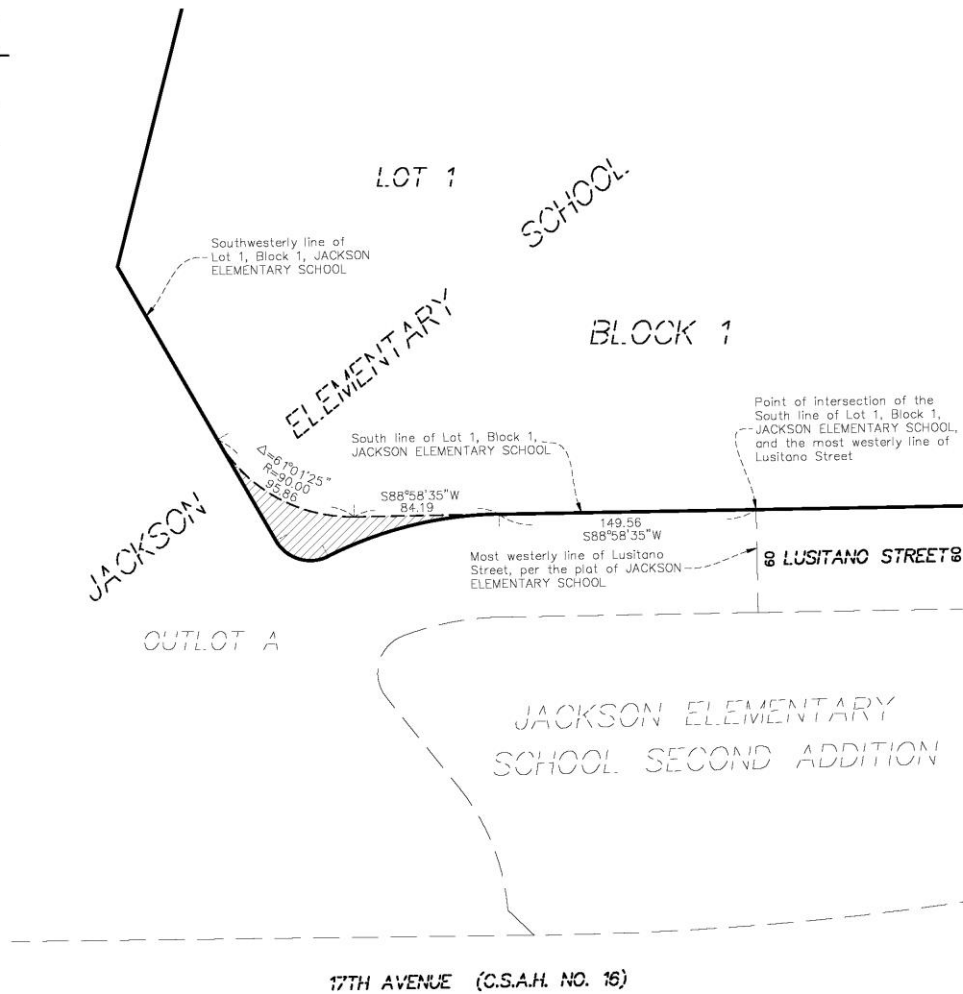 LOT 1
SCHOOL
Southwesterly line of
Lot 1, Block 1, JACKSON
ELEMENTARY SCHOOL
ELEMENTARY
BLOCK 1
Point of intersection of the
South line of Lot 1, Block 1,
JACKSON ELEMENTARY SCHOOL,
and the most westerly line of
Lusitano Street
South line of Lot 1, Block 1,
JACKSON ELEMENTARY SCHOOL
Δ=61°01'25"
R=90.00
95.86
S88°58'35"W
84.19
149.56
S88°58'35"W
JACKSON
Most westerly line of Lusitano
Street, per the plat of JACKSON
ELEMENTARY SCHOOL
60 LUSITANO STREET 60
OUTLOT A
JACKSON ELEMENTARY
SCHOOL SECOND ADDITION
17TH AVENUE (C.S.A.H. NO. 16)